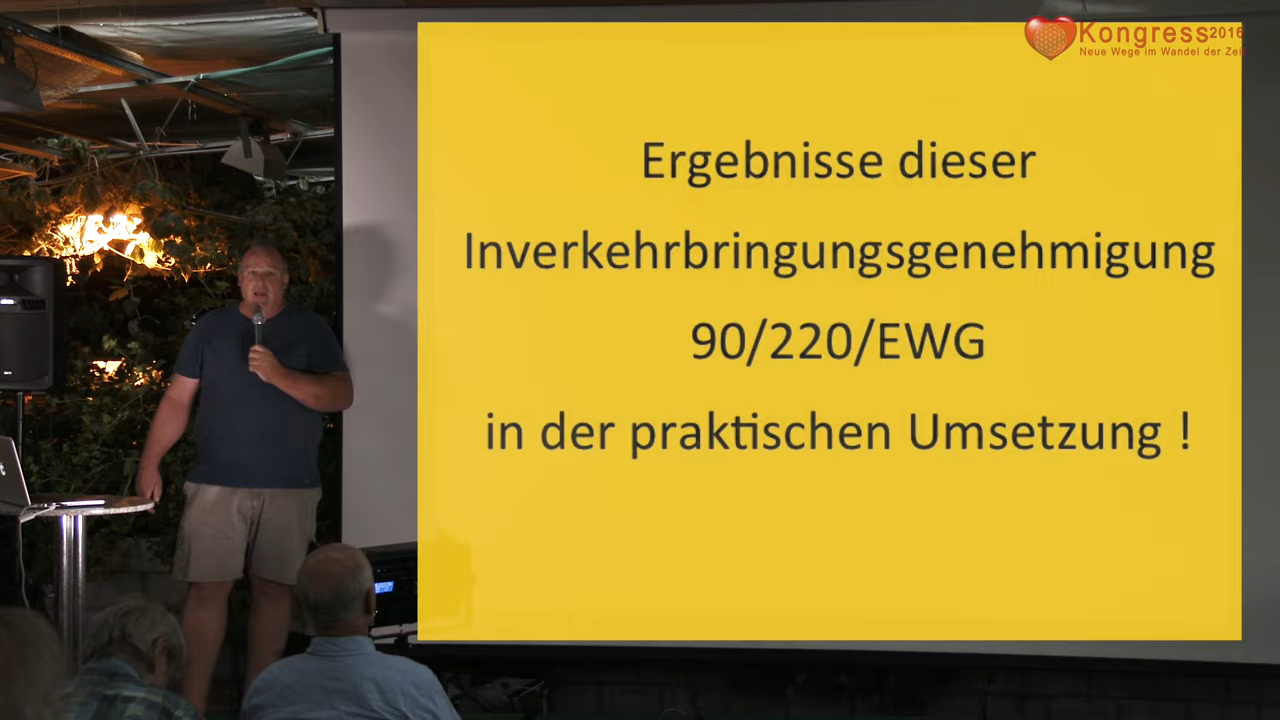 Kongress2016
Neue Wege im Wandel der Zeit
Ergebnisse dieser
Inverkehrbringungsgenehmigung
90/220/EWG
in der praktischen Umsetzung !